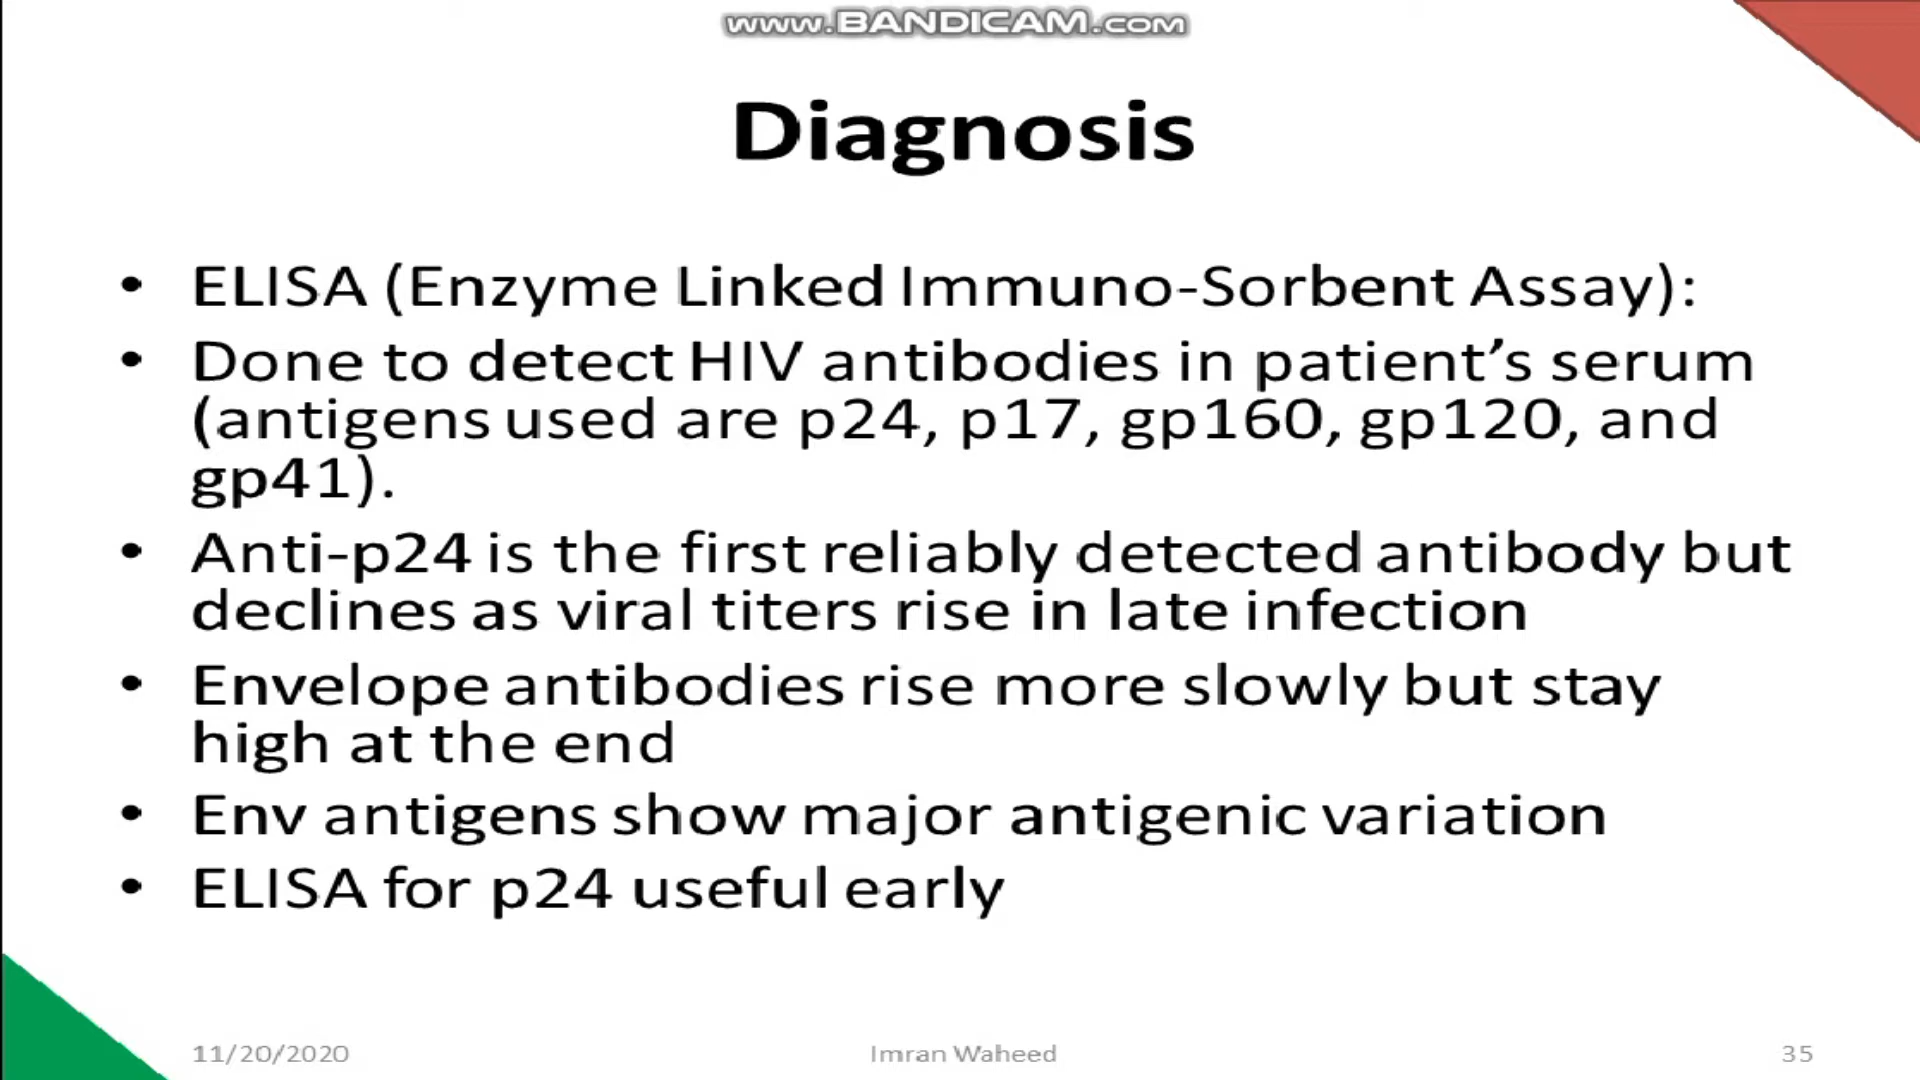 www.BANDICAM.com
Diagnosis
• ELISA (Enzyme Linked Immuno-Sorbent Assay):
• Done to detect HIV antibodies in patient’s serum
(antigens used are p24, p17, gp160, gp120, and
gp41).
• Anti-p24 is the first reliably detected antibody but
declines as viral titers rise in late infection
• Envelope antibodies rise more slowly but stay
high at the end
• Env antigens show major antigenic variation
• ELISA for p24 useful early
11/20/2020
Imran Waheed
35